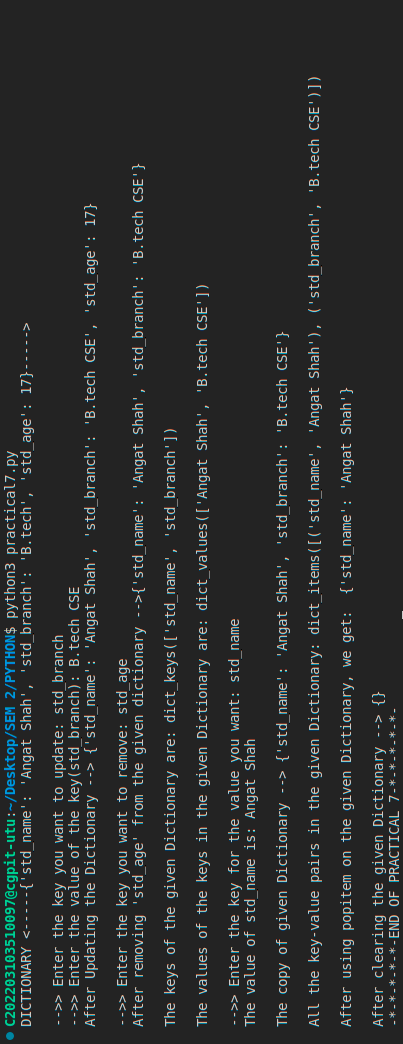 C202203103510097@cgpit-utu:~/Desktop/SEM 2/PYTHON$ python3 practical7.py
DICTIONARY <-----{'std_name': 'Angat Shah', 'std_branch': 'B.tech', 'std_age': 17}----->
-->> Enter the key you want to update: std_branch
-->> Enter the value of the key(std_branch): B.tech CSE
After Updating the Dictionary --> {'std_name': 'Angat Shah', 'std_branch': 'B.tech CSE', 'std_age': 17}
-->> Enter the key you want to remove: std_age
After removing 'std_age' from the given dictionary -->{'std_name': 'Angat Shah', 'std_branch': 'B.tech CSE'}
The keys of the given Dictionary are: dict_keys(['std_name', 'std_branch'])
The values of the keys in the given Dictionary are: dict_values(['Angat Shah', 'B.tech CSE'])
-->> Enter the key for the value you want: std_name
The value of std_name is: Angat Shah
The copy of given Dictionary --> {'std_name': 'Angat Shah', 'std_branch': 'B.tech CSE'}
All the key-value pairs in the given Dictionary: dict_items([('std_name', 'Angat Shah'), ('std_branch', 'B.tech CSE')])
After using popitem on the given Dictionary, we get:  {'std_name': 'Angat Shah'}
After clearing the given Dictionary --> {}
-*-*-*-*-*-END OF PRACTICAL 7-*-*-*-*-*-